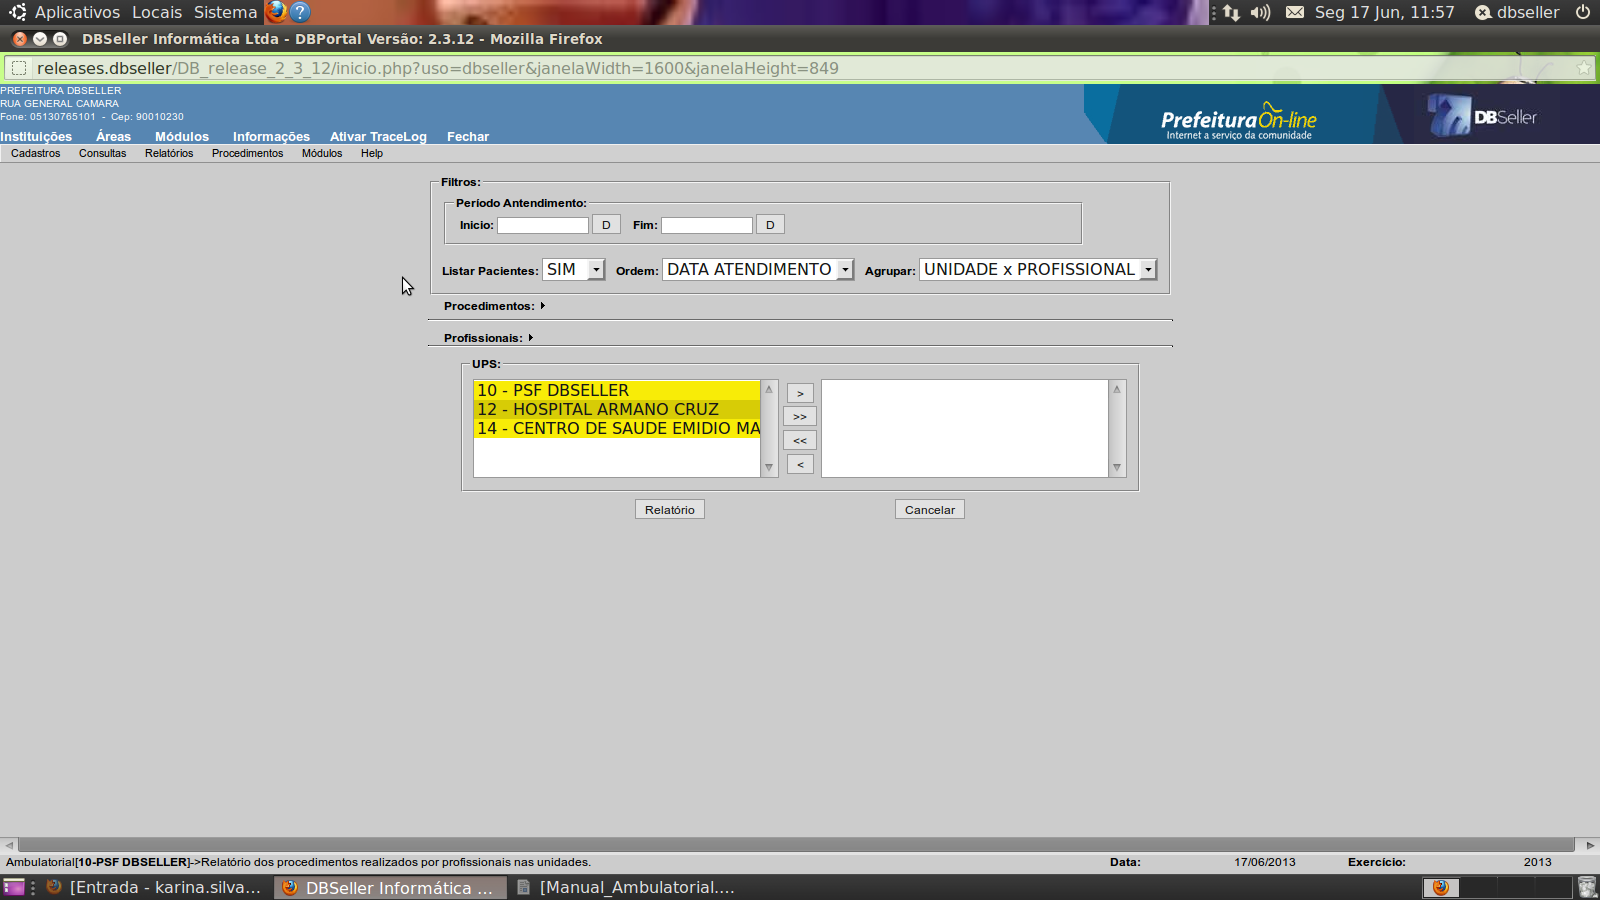 Aplicativos Locais Sistema ? Seg 17 Jun, 11:57 dbseller
DBSeller Informática Ltda - DBPortal Versão: 2.3.12 - Mozilla Firefox
releases.dbseller/DB_release_2_3_12/inicio.php?uso=dbseller&janelaWidth=1600&janelaHeight=849
PREFEITURA DBSELLER
RUA GENERAL CAMARA
Fone: 05130765101 - Cep: 90010230
Prefeitura On-line
Internet a serviço da comunidade
DBSeller
Instituições Áreas Módulos Informações Ativar TraceLog Fechar
Cadastros Consultas Relatórios Procedimentos Módulos Help
Filtros:
Período Antendimento:
Inicio: D Fim: D
Listar Pacientes: SIM Ordem: DATA ATENDIMENTO Agrupar: UNIDADE x PROFISSIONAL
Procedimentos:
Profissionais:
UPS:
10 - PSF DBSELLER
12 - HOSPITAL ARMANO CRUZ
14 - CENTRO DE SAUDE EMIDIO MA
>
>>
<<
<
Relatório Cancelar
Ambulatorial[10-PSF DBSELLER]->Relatório dos procedimentos realizados por profissionais nas unidades. Data: 17/06/2013 Exercício: 2013
[Entrada - karina.silva... DBSeller Informática ... [Manual_Ambulatorial....